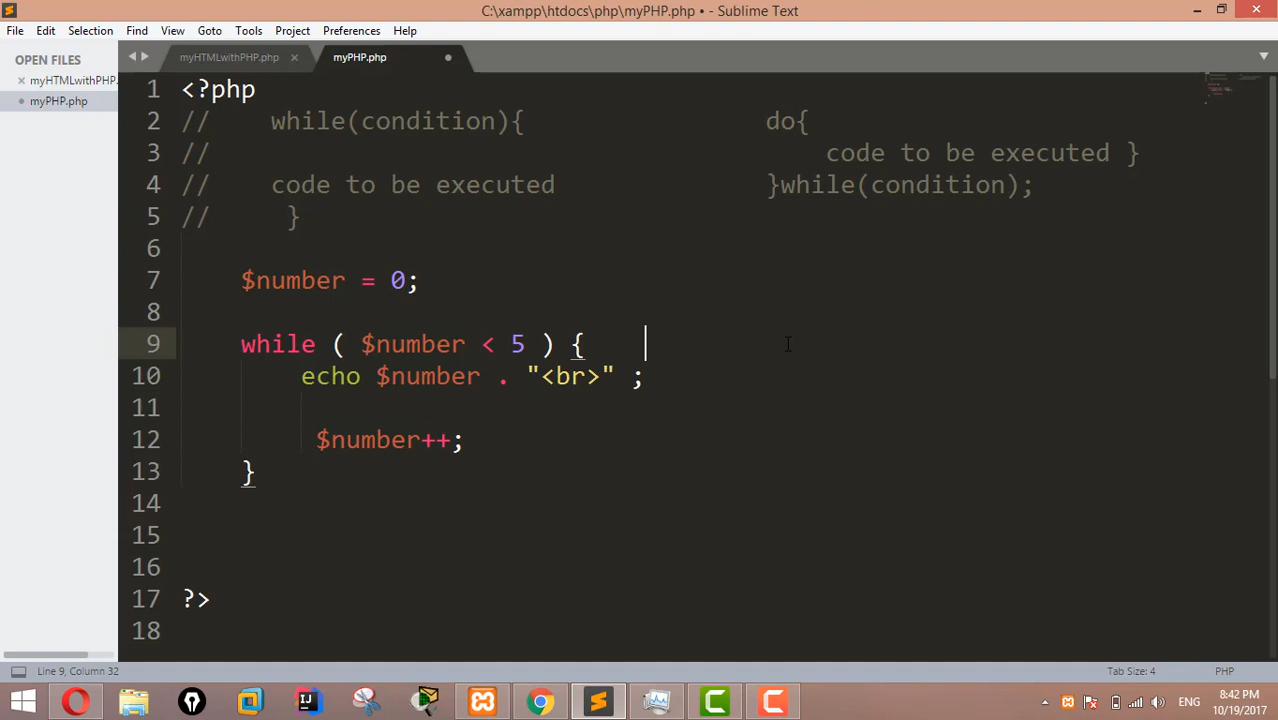 C:\xampp\htdocs\php\myPHP.php • - Sublime Text
File Edit Selection Find View Goto Tools Project Preferences Help
OPEN FILES
myHTMLwithPHP.
myPHP.php
myHTMLwithPHP.php
myPHP.php
1 <?php
2 // while(condition){ do{
3 // code to be executed }
4 // code to be executed }while(condition);
5 // }
6
7 $number = 0;
8
9 while ( $number < 5 ) {
10 echo $number . "<br>" ;
11
12 $number++;
13 }
14
15
16
17 ?>
18
Line 9, Column 32 Tab Size: 4 PHP
ENG
8:42 PM
10/19/2017